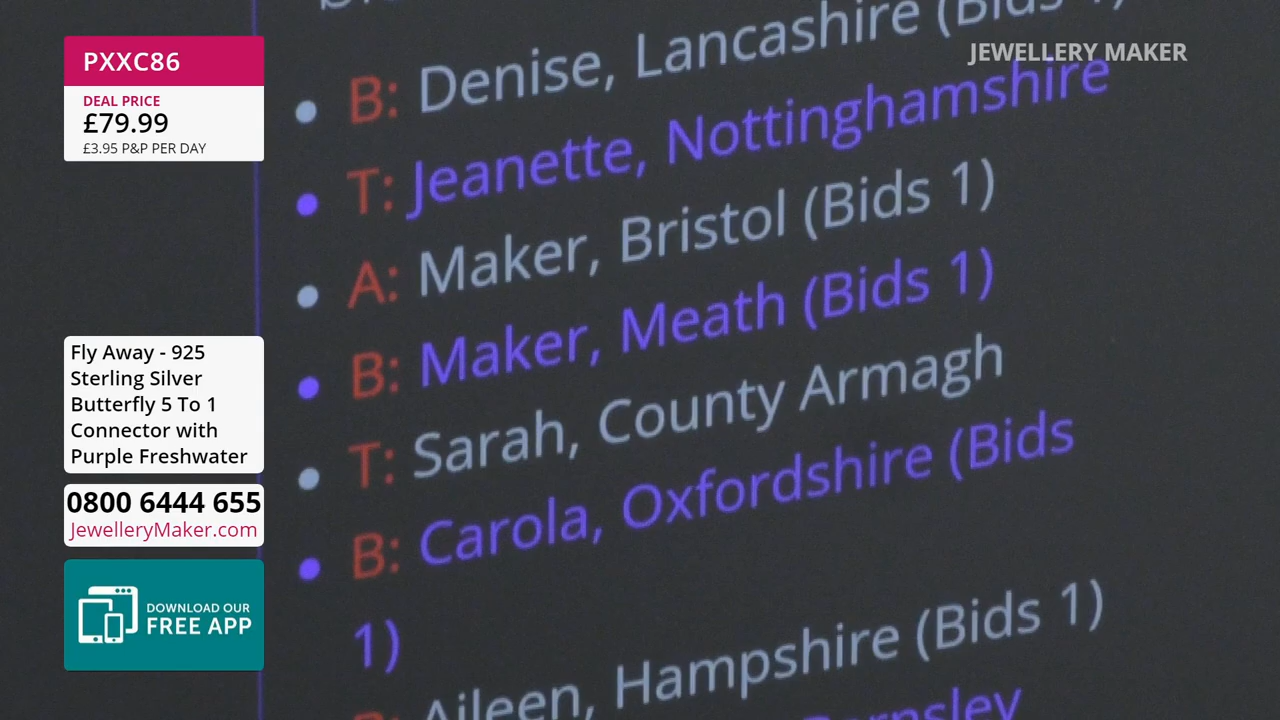 PXXC86
DEAL PRICE
£79.99
£3.95 P&P PER DAY
Fly Away - 925
Sterling Silver
Butterfly 5 To 1
Connector with
Purple Freshwater
0800 6444 655
JewelleryMaker.com
DOWNLOAD OUR
FREE APP
JEWELLERY MAKER
B: Denise, Lancashire (Bids 1)
T: Jeanette, Nottinghamshire
A: Maker, Bristol (Bids 1)
B: Maker, Meath (Bids 1)
T: Sarah, County Armagh
B: Carola, Oxfordshire (Bids
1)
B: Aileen, Hampshire (Bids 1)
Barnsley